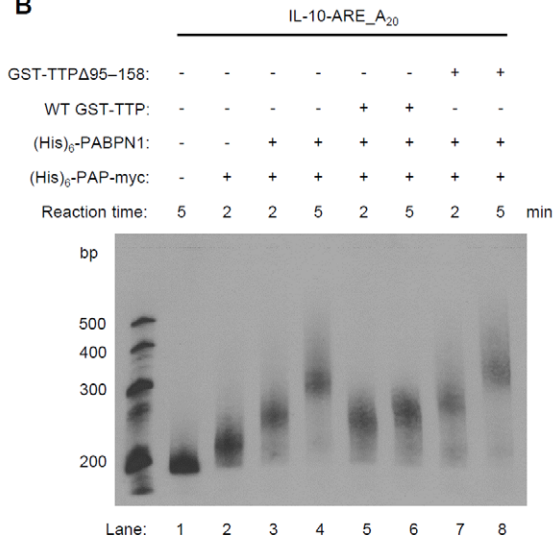 B
IL-10-ARE_A20
GST-TTPΔ95–158: - - - - - - + +
WT GST-TTP: - - - - + + - -
(His)6-PABPN1: - - + + + + + +
(His)6-PAP-myc: - + + + + + + +
Reaction time: 5 2 2 5 2 5 2 5 min
bp
500
400
300
200
Lane: 1 2 3 4 5 6 7 8